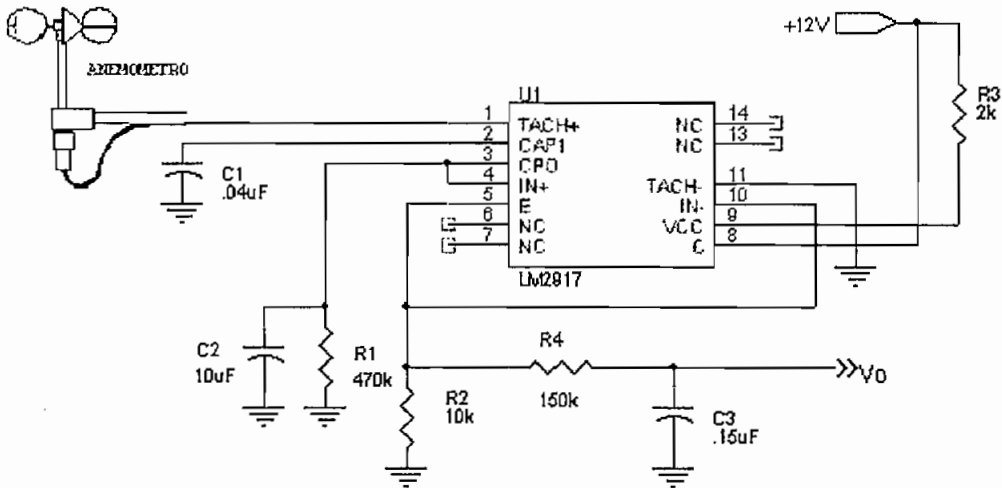 ANEMOMETRO
+12V
R3
2k
U1
1 TACH+
2 CAP1
3 CPO
4 IN+
5 E
6 NC
7 NC
14 NC
13 NC
11 TACH-
10 IN-
9 VCC
8 C
LM2917
C1
.04uF
C2
10uF
R1
470k
R2
10k
R4
150k
C3
.15uF
Vo